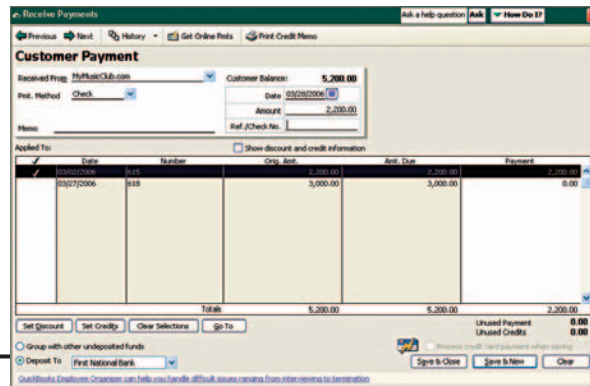 Receive Payments Ask a help question Ask How Do I?
Previous Next History Get Online Pmts Print Credit Memo
Customer Payment
Received From MyMusicClub.com Customer Balance: 5,200.00
Pmt. Method Check Date 03/28/2006
Amount 2,200.00
Memo Ref./Check No.
Applied To: Show discount and credit information
✓ Date Number Orig. Amt. Amt. Due Payment
✓ 03/02/2006 615 2,200.00 2,200.00 2,200.00
03/27/2006 618 3,000.00 3,000.00 0.00
Totals 5,200.00 5,200.00 2,200.00
Set Discount Set Credits Clear Selections Go To Unused Payment 0.00
Unused Credits 0.00
Group with other undeposited funds Process credit card payment when saving
Deposit To First National Bank Save & Close Save & New Clear
QuickBooks Employee Organizer can help you handle difficult issues ranging from interviewing to termination